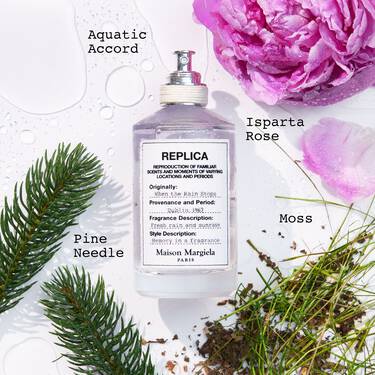 Aquatic
Accord
Isparta
Rose
Moss
Pine
Needle
REPLICA
REPRODUCTION OF FAMILIAR
SCENTS AND MOMENTS OF VARYING
LOCATIONS AND PERIODS
Originally:
When the Rain Stops
Provenance and Period:
Dublin 1967
Fragrance Description:
Fresh rain and sunrays
Style Description:
Memory in a fragrance
Maison Margiela
PARIS